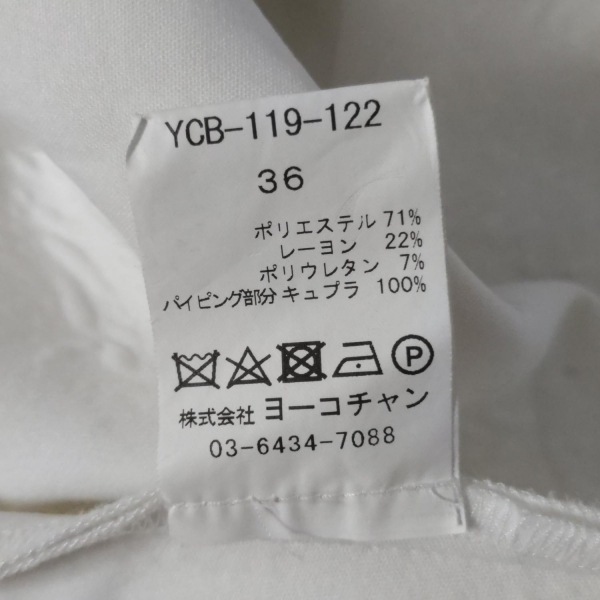 YCB-119-122
36
ポリエステル 71%
レーヨン 22%
ポリウレタン 7%
パイピング部分 キュプラ 100%
P
株式会社 ヨーコチャン
03-6434-7088